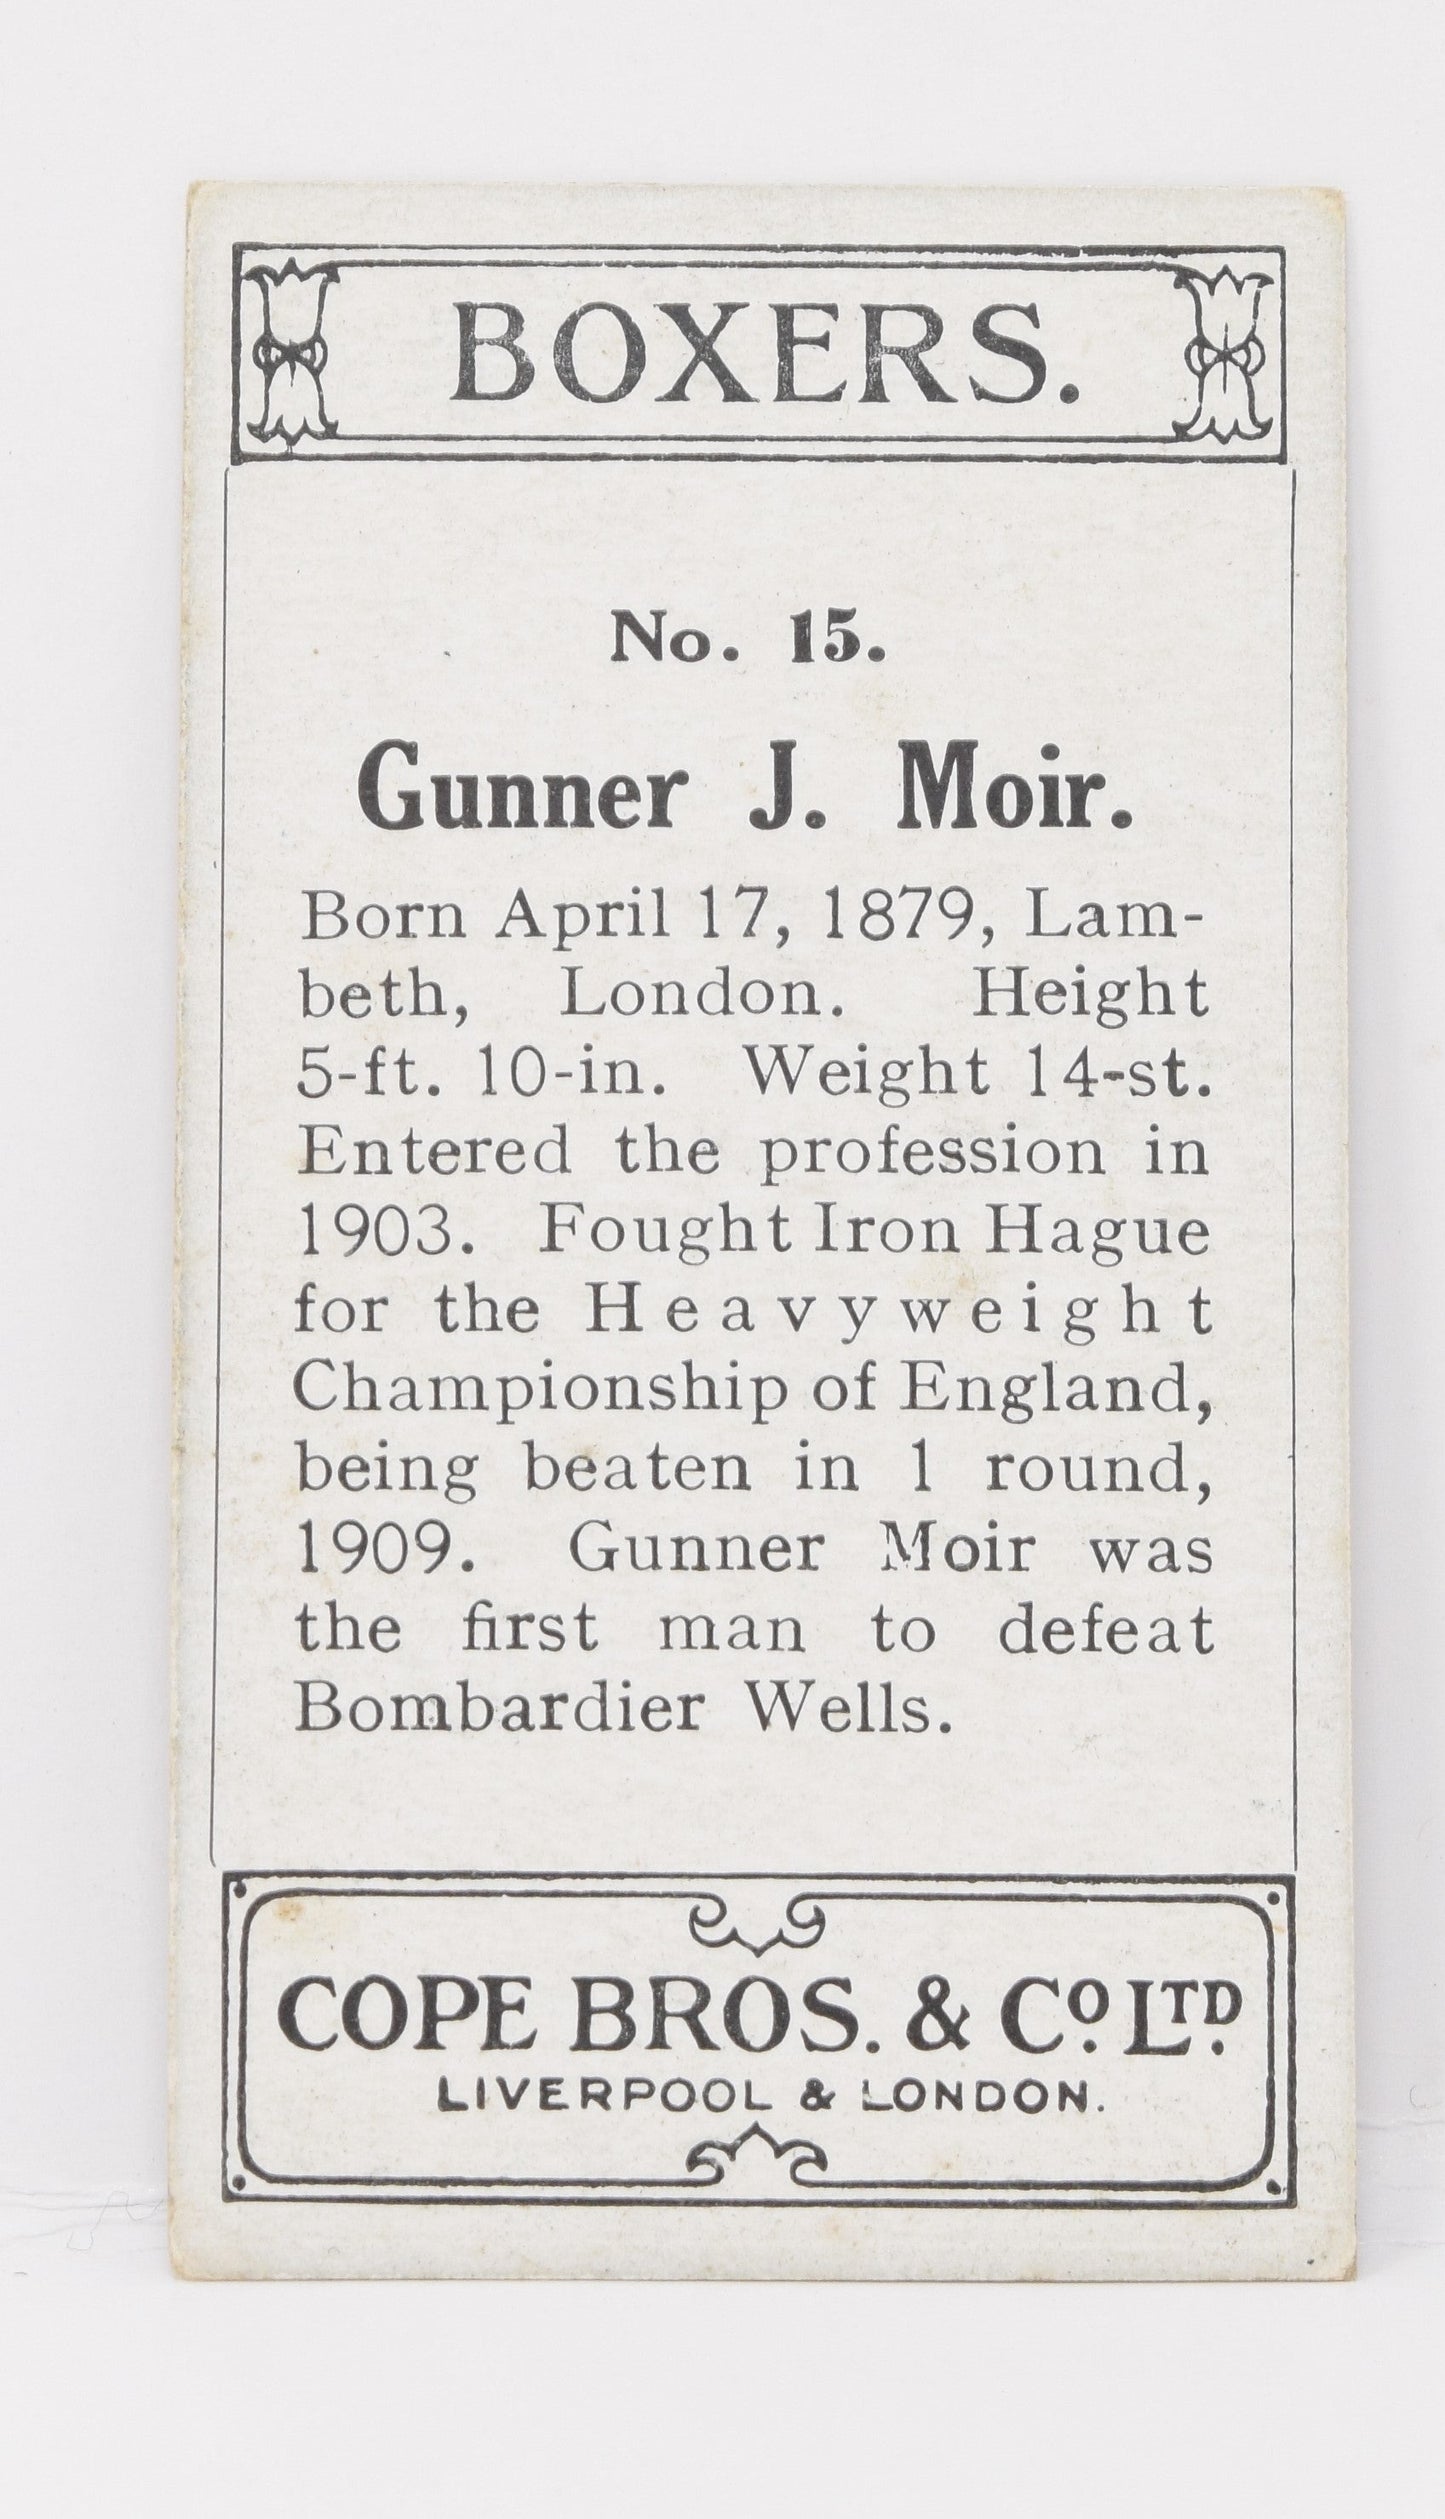 BOXERS.
No. 15.
Gunner J. Moir.
Born April 17, 1879, Lam-
beth, London. Height
5-ft. 10-in. Weight 14-st.
Entered the profession in
1903. Fought Iron Hague
for the Heavyweight
Championship of England,
being beaten in 1 round,
1909. Gunner Moir was
the first man to defeat
Bombardier Wells.
COPE BROS. & Co. LTD.
LIVERPOOL & LONDON.